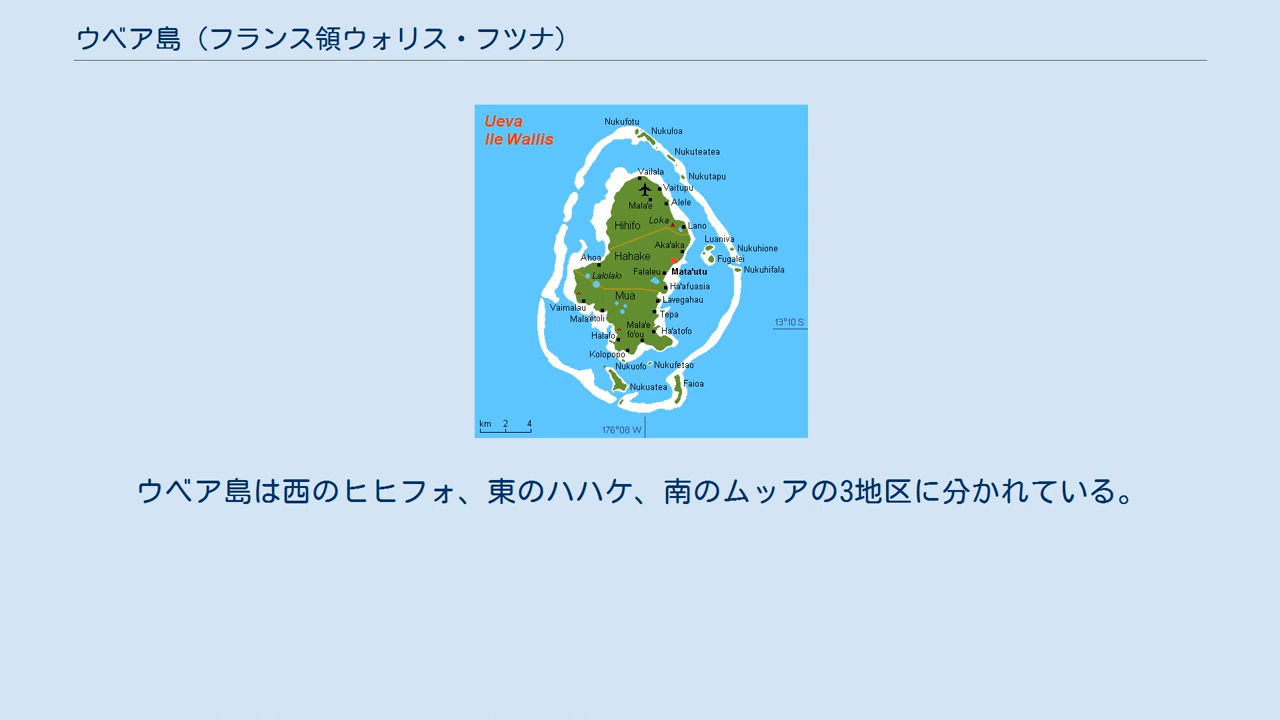 ウベア島（フランス領ウォリス・フツナ）
Ueva
Ile Wallis
Nukufotu
Nukuloa
Nukuteatea
Vailala
Nukutapu
Vaitupu
Mala'e
Alele
Loka
Hihifo
Lano
Luaniva
Aka'aka
Nukuhione
Hahake
Ahoa
Fugalei
Falaleu
Mata'utu
Nukuhifala
Lalolalo
Ha'afuasia
Mua
Lavegahau
Vaimalau
Tepa
Mala'etoli
13°10 S
Mala'e
fo'ou
Ha'atofo
Halalo
Kolopopo
Nukuofo
Nukufetao
Nukuatea
Faioa
km 2 4
176°08 W
ウベア島は西のヒヒフォ、東のハハケ、南のムッアの3地区に分かれている。